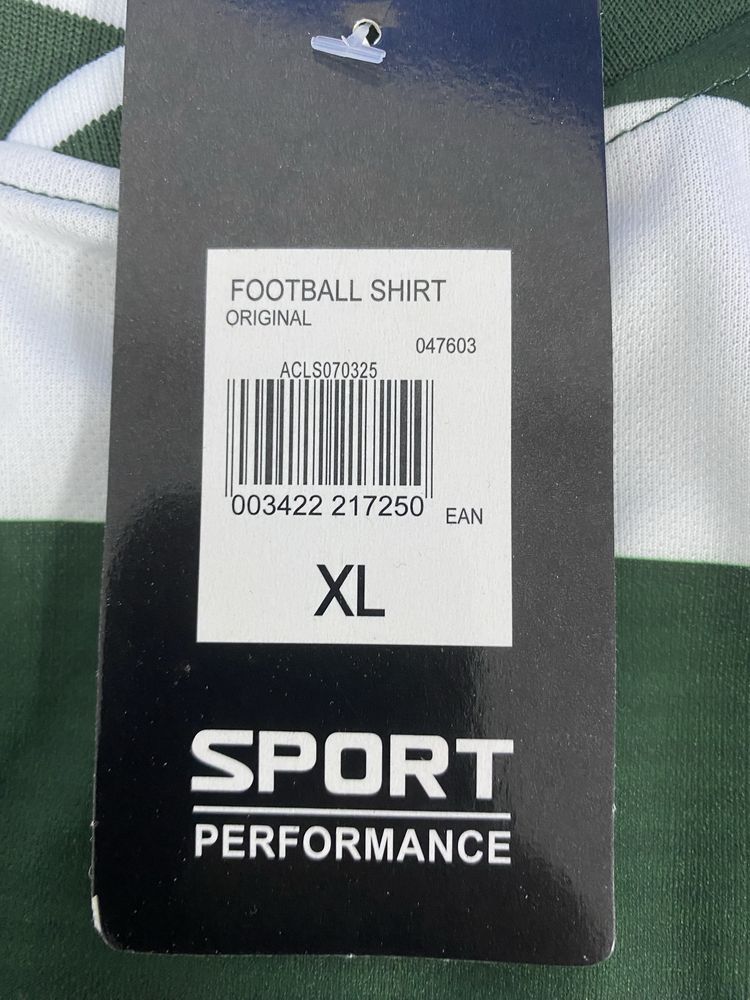 FOOTBALL SHIRT
ORIGINAL
047603
ACLS070325
003422 217250 EAN
XL
SPORT
PERFORMANCE